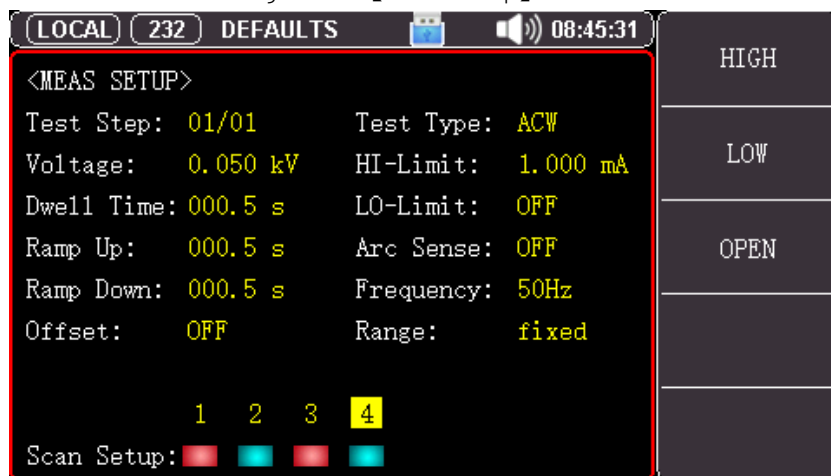 LOCAL 232 DEFAULTS 08:45:31
<MEAS SETUP>
Test Step: 01/01 Test Type: ACW
Voltage: 0.050 kV HI-Limit: 1.000 mA
Dwell Time: 000.5 s LO-Limit: OFF
Ramp Up: 000.5 s Arc Sense: OFF
Ramp Down: 000.5 s Frequency: 50Hz
Offset: OFF Range: fixed
1 2 3 4
Scan Setup:
HIGH
LOW
OPEN